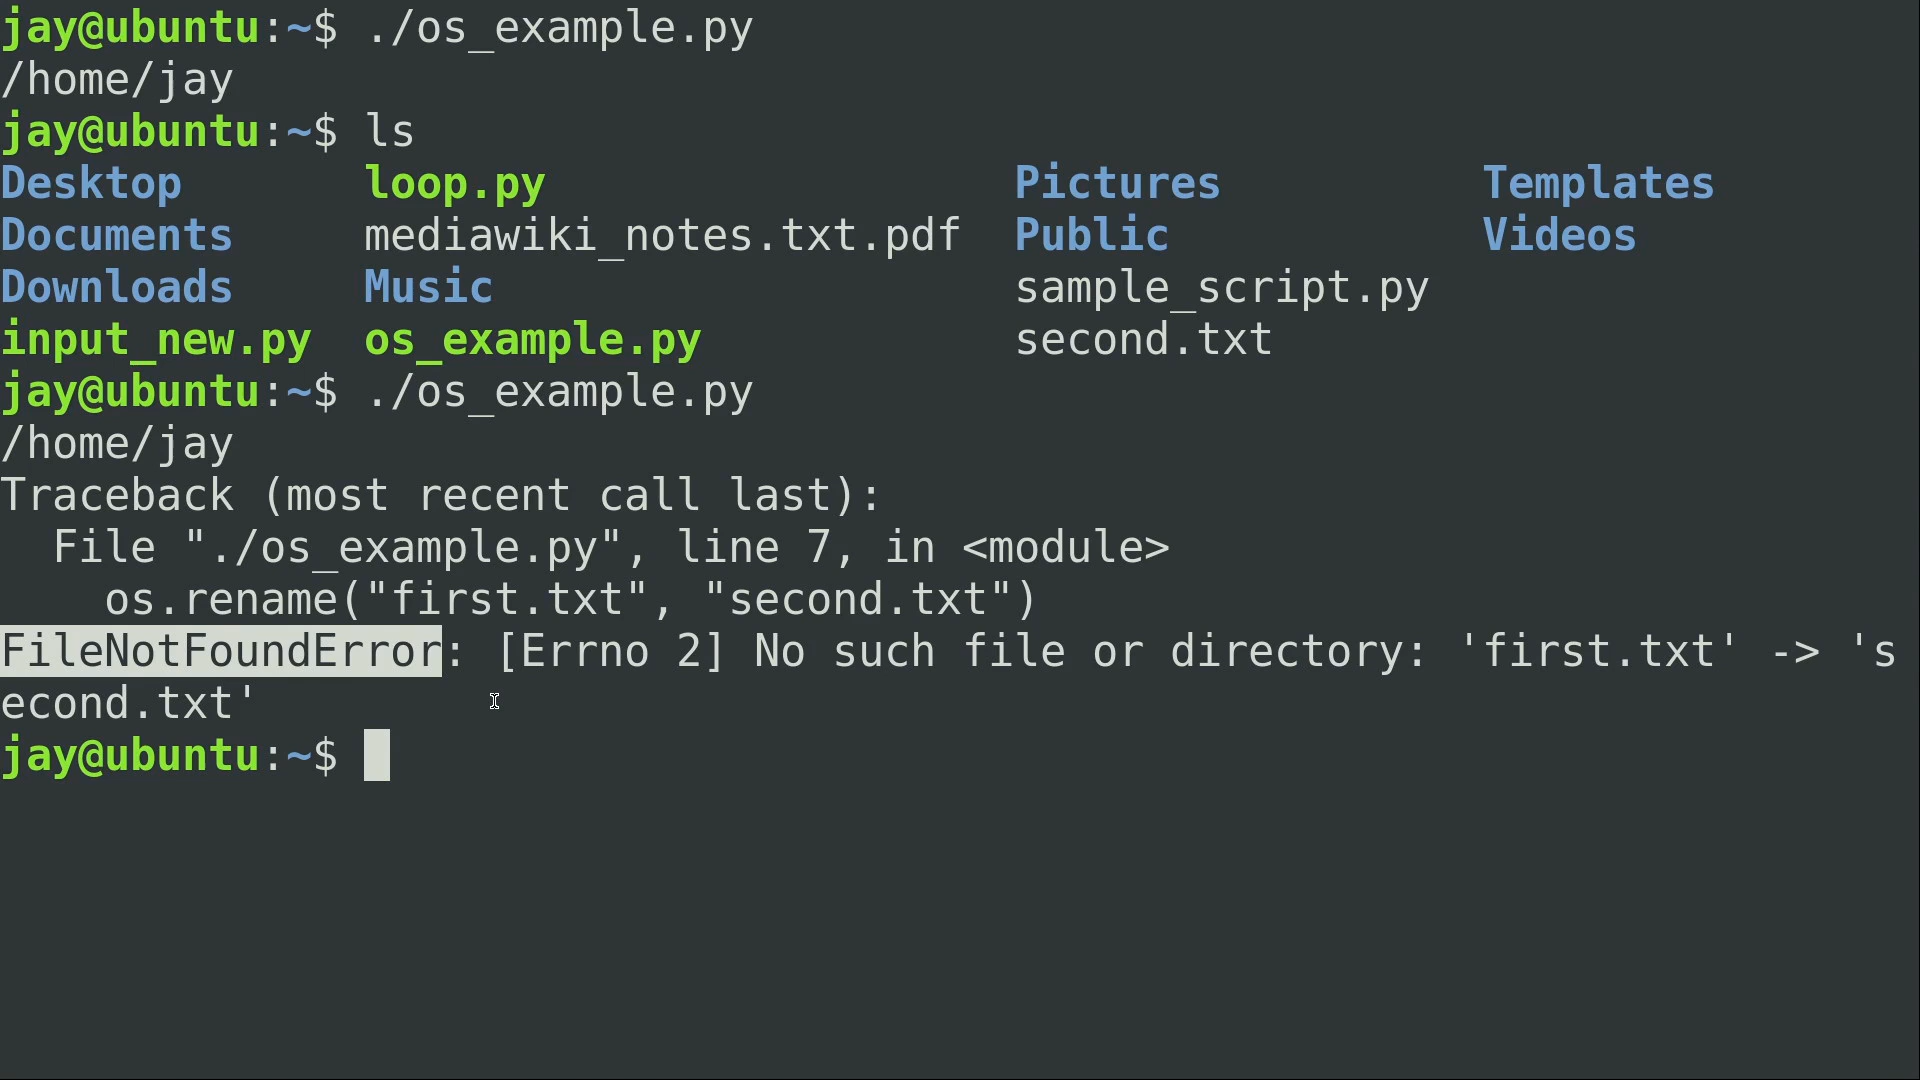 jay@ubuntu:~$ ./os_example.py
/home/jay
jay@ubuntu:~$ ls
Desktop       loop.py                   Pictures          Templates
Documents     mediawiki_notes.txt.pdf   Public            Videos
Downloads     Music                     sample_script.py
input_new.py  os_example.py             second.txt
jay@ubuntu:~$ ./os_example.py
/home/jay
Traceback (most recent call last):
  File "./os_example.py", line 7, in <module>
    os.rename("first.txt", "second.txt")
FileNotFoundError: [Errno 2] No such file or directory: 'first.txt' -> 's
econd.txt'
jay@ubuntu:~$